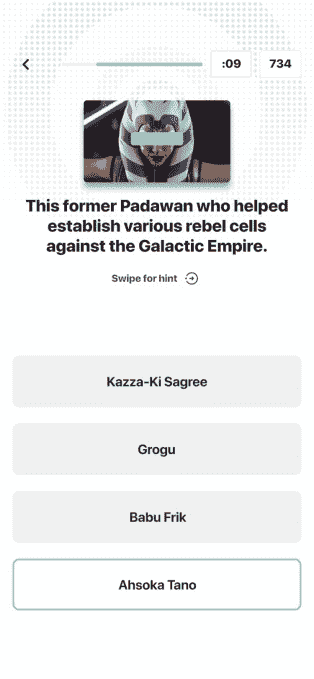 :09 734
This former Padawan who helped
establish various rebel cells
against the Galactic Empire.
Swipe for hint
Kazza-Ki Sagree
Grogu
Babu Frik
Ahsoka Tano